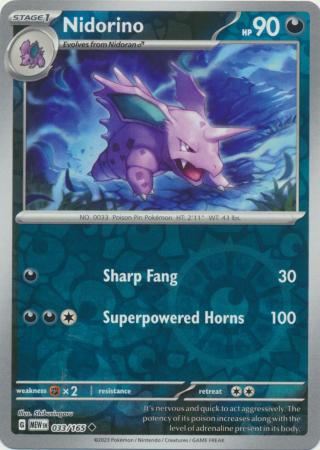 STAGE 1
Nidorino
HP 90
Evolves from Nidoran♂
NO. 0033 Poison Pin Pokémon HT: 2'11" WT: 43 lbs.
Sharp Fang 30
Superpowered Horns 100
weakness ×2 resistance retreat
Illus. Shibuzoh.
G MEW EN 033/165 ◆
It is nervous and quick to act aggressively. The
potency of its poison increases along with the
level of adrenaline present in its body.
©2023 Pokémon / Nintendo / Creatures / GAME FREAK